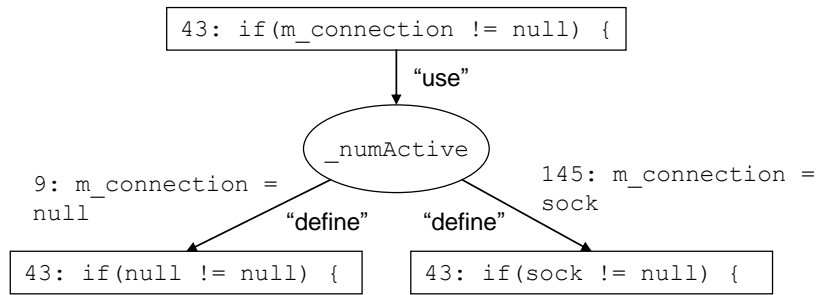 43: if(m_connection != null) {
“use”
_numActive
9: m_connection =
null
145: m_connection =
sock
“define”
“define”
43: if(null != null) {
43: if(sock != null) {